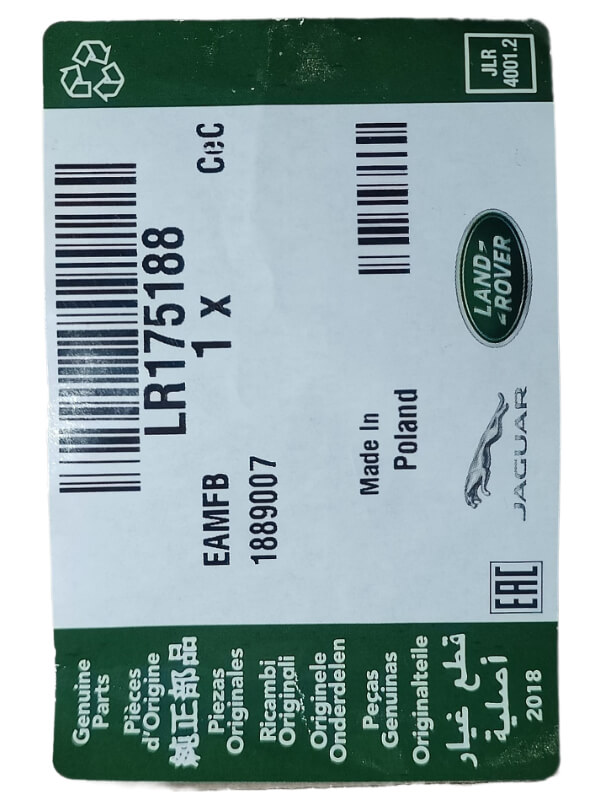 Genuine
Parts
Pièces
d'Origine
純正部品
Piezas
Originales
Ricambi
Originali
Originele
Onderdelen
Peças
Genuinas
Originalteile
قطع غيار
أصلية
2018
LR175188
1 X
CoC
EAMFB
1889007
Made In
Poland
EAC
JAGUAR
LAND-
-ROVER
JLR
4001.2